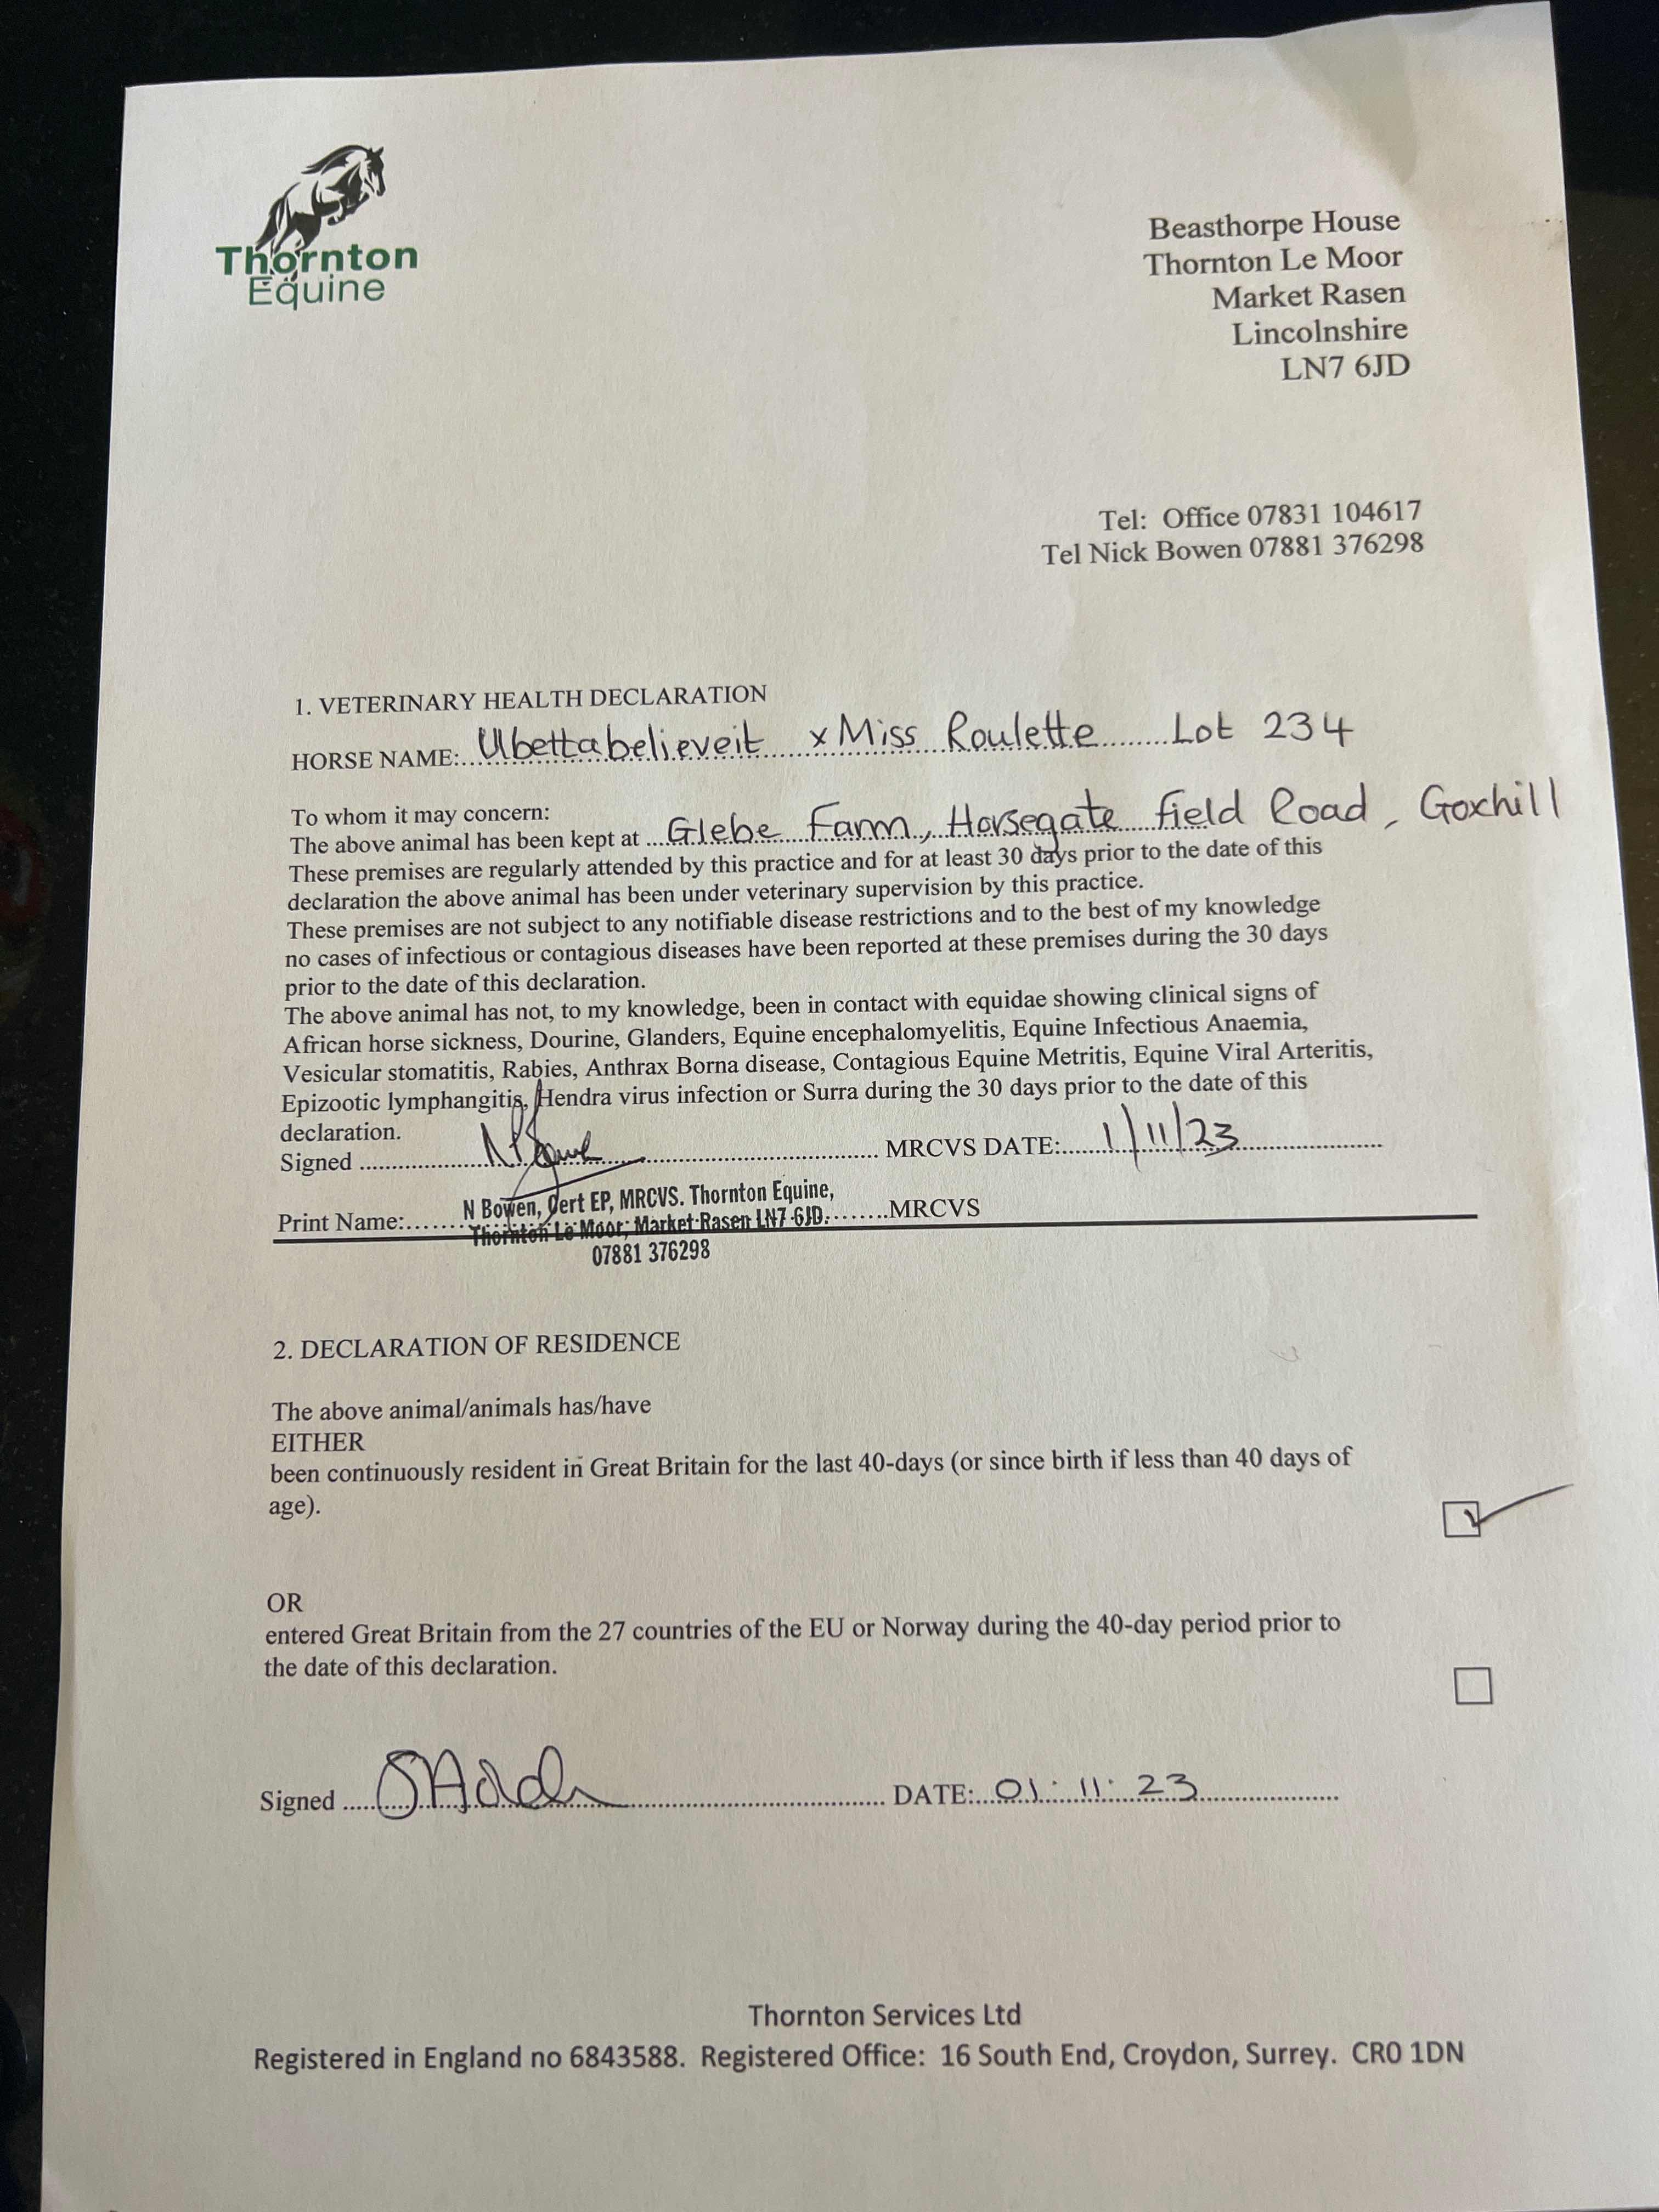 Thornton
Equine
Beasthorpe House
Thornton Le Moor
Market Rasen
Lincolnshire
LN7 6JD
Tel: Office 07831 104617
Tel Nick Bowen 07881 376298
1. VETERINARY HEALTH DECLARATION
HORSE NAME: Ubettabelieveit x Miss Roulette Lot 234
To whom it may concern:
The above animal has been kept at Glebe Farm, Horsegate field Road, Goxhill
These premises are regularly attended by this practice and for at least 30 days prior to the date of this
declaration the above animal has been under veterinary supervision by this practice.
These premises are not subject to any notifiable disease restrictions and to the best of my knowledge
no cases of infectious or contagious diseases have been reported at these premises during the 30 days
prior to the date of this declaration.
The above animal has not, to my knowledge, been in contact with equidae showing clinical signs of
African horse sickness, Dourine, Glanders, Equine encephalomyelitis, Equine Infectious Anaemia,
Vesicular stomatitis, Rabies, Anthrax Borna disease, Contagious Equine Metritis, Equine Viral Arteritis,
Epizootic lymphangitis, Hendra virus infection or Surra during the 30 days prior to the date of this
declaration.
Signed MRCVS DATE: 1/11/23
N Bowen, Cert EP, MRCVS. Thornton Equine,
Print Name: Thornton Le Moor, Market Rasen LN7 6JD. MRCVS
07881 376298
2. DECLARATION OF RESIDENCE
The above animal/animals has/have
EITHER
been continuously resident in Great Britain for the last 40-days (or since birth if less than 40 days of
age).
OR
entered Great Britain from the 27 countries of the EU or Norway during the 40-day period prior to
the date of this declaration.
Signed DATE: 01:11:23
Thornton Services Ltd
Registered in England no 6843588. Registered Office: 16 South End, Croydon, Surrey. CR0 1DN